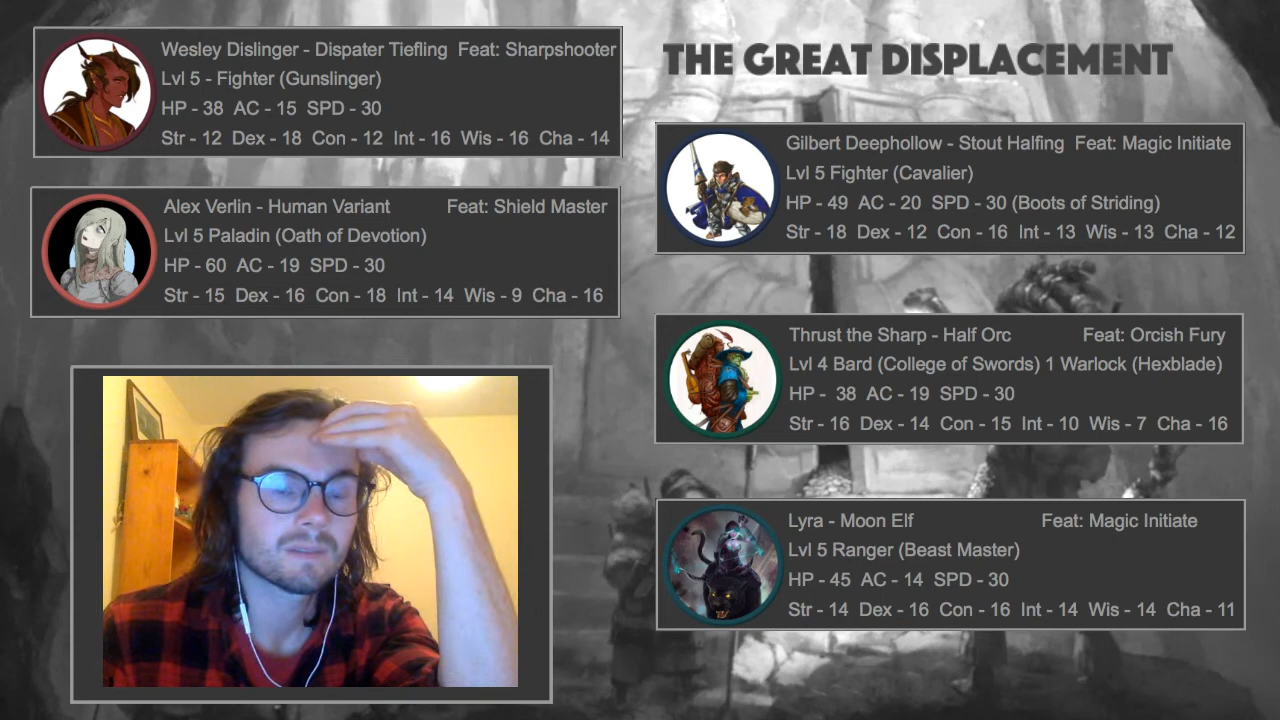 Wesley Dislinger - Dispater Tiefling Feat: Sharpshooter
Lvl 5 - Fighter (Gunslinger)
HP - 38 AC - 15 SPD - 30
Str - 12 Dex - 18 Con - 12 Int - 16 Wis - 16 Cha - 14
Alex Verlin - Human Variant Feat: Shield Master
Lvl 5 Paladin (Oath of Devotion)
HP - 60 AC - 19 SPD - 30
Str - 15 Dex - 16 Con - 18 Int - 14 Wis - 9 Cha - 16
THE GREAT DISPLACEMENT
Gilbert Deephollow - Stout Halfing Feat: Magic Initiate
Lvl 5 Fighter (Cavalier)
HP - 49 AC - 20 SPD - 30 (Boots of Striding)
Str - 18 Dex - 12 Con - 16 Int - 13 Wis - 13 Cha - 12
Thrust the Sharp - Half Orc Feat: Orcish Fury
Lvl 4 Bard (College of Swords) 1 Warlock (Hexblade)
HP - 38 AC - 19 SPD - 30
Str - 16 Dex - 14 Con - 15 Int - 10 Wis - 7 Cha - 16
Lyra - Moon Elf Feat: Magic Initiate
Lvl 5 Ranger (Beast Master)
HP - 45 AC - 14 SPD - 30
Str - 14 Dex - 16 Con - 16 Int - 14 Wis - 14 Cha - 11